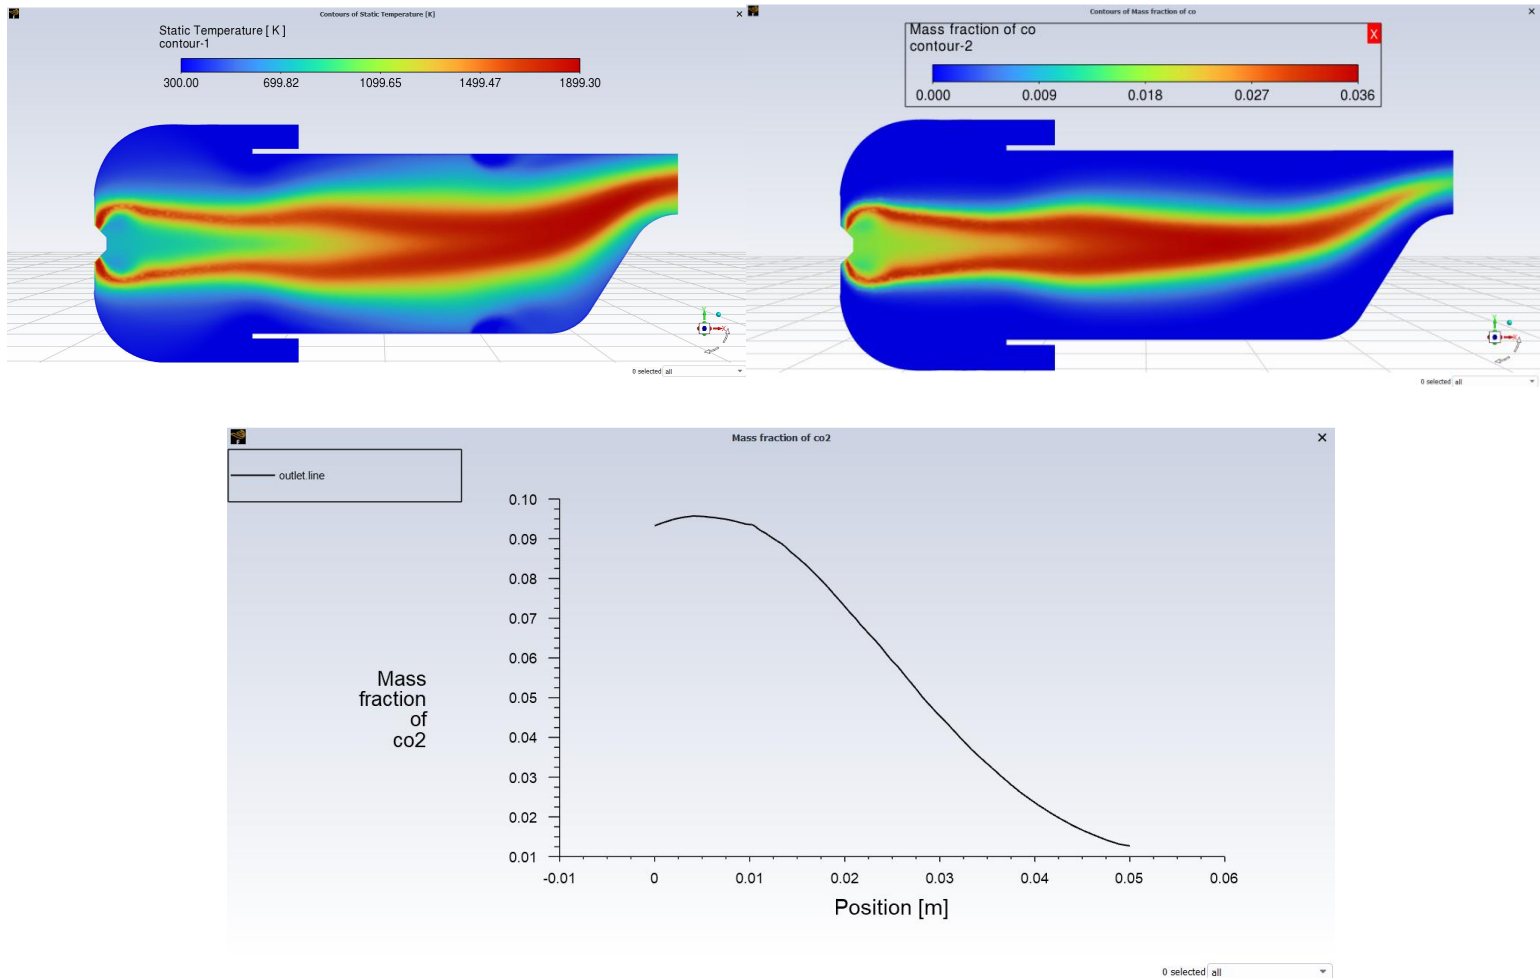 Contours of Static Temperature [K]
Static Temperature [ K ]
contour-1
300.00 699.82 1099.65 1499.47 1899.30
0 selected all
Contours of Mass fraction of co
Mass fraction of co
contour-2
X
0.000 0.009 0.018 0.027 0.036
0 selected all
Mass fraction of co2
outlet.line
0.10
0.09
0.08
0.07
0.06
0.05
0.04
0.03
0.02
0.01
Mass
fraction
of
co2
-0.01 0 0.01 0.02 0.03 0.04 0.05 0.06
Position [m]
0 selected all